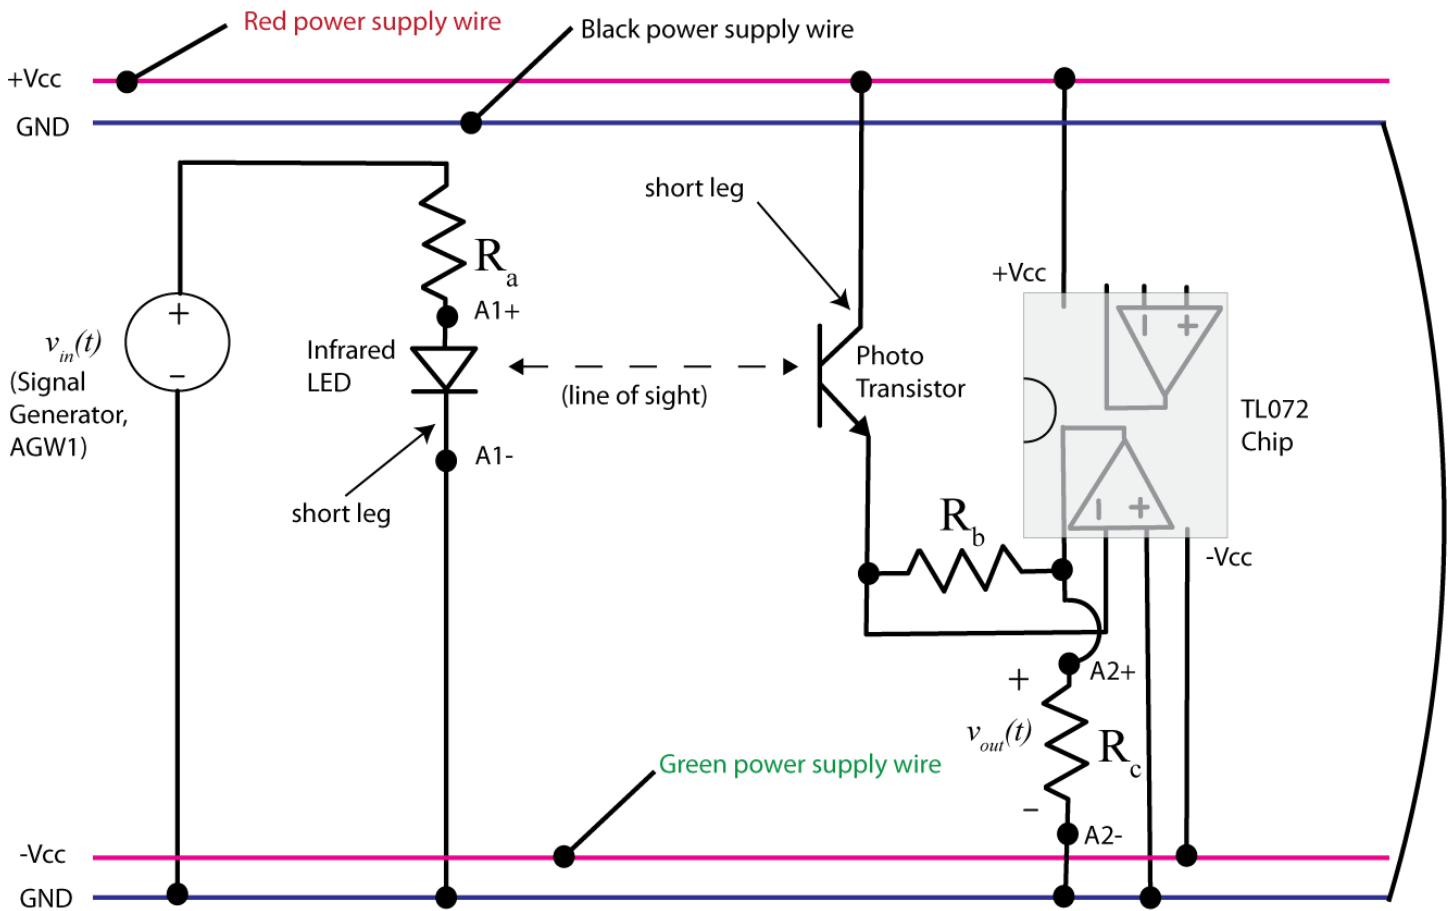 Red power supply wire
Black power supply wire
+Vcc
GND
short leg
R
a
+Vcc
A1+
+
v
in
(t)
(Signal
Generator,
AGW1)
−
Infrared
LED
(line of sight)
Photo
Transistor
− +
TL072
Chip
A1-
short leg
R
b
− +
-Vcc
+
A2+
v
out
(t)
R
c
Green power supply wire
−
A2-
-Vcc
GND